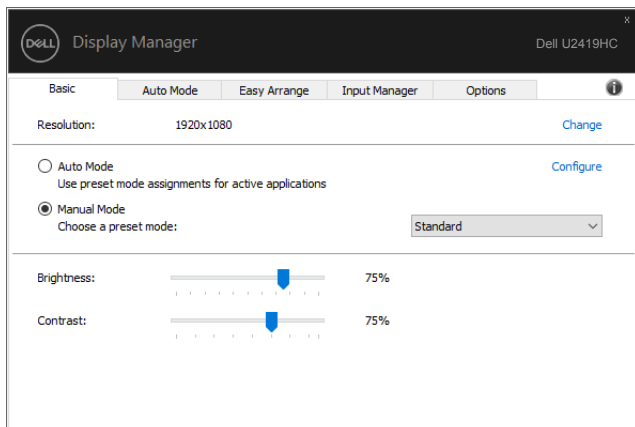 x
DELL Display Manager Dell U2419HC
Basic Auto Mode Easy Arrange Input Manager Options i
Resolution: 1920x1080 Change
Auto Mode Configure
Use preset mode assignments for active applications
Manual Mode
Choose a preset mode: Standard
Brightness: 75%
Contrast: 75%